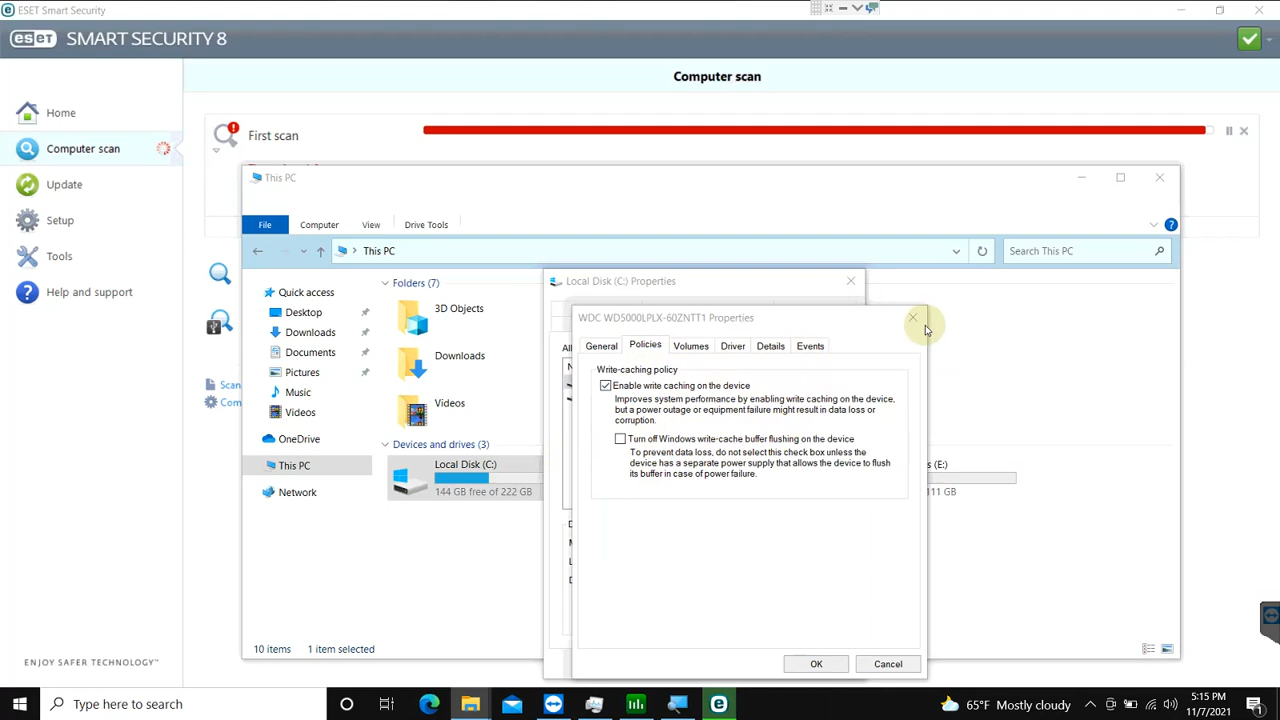 ESET Smart Security
eset SMART SECURITY 8
Computer scan
Home
Computer scan
Update
Setup
Tools
Help and support
First scan
This PC
File Computer View Drive Tools
This PC
Search This PC
Quick access
Desktop
Downloads
Documents
Pictures
Music
Videos
OneDrive
This PC
Network
Folders (7)
3D Objects
Downloads
Videos
Devices and drives (3)
Local Disk (C:)
144 GB free of 222 GB
(E:)
111 GB
Scan
Com
Local Disk (C:) Properties
WDC WD5000LPLX-60ZNTT1 Properties
General Policies Volumes Driver Details Events
Write-caching policy
Enable write caching on the device
Improves system performance by enabling write caching on the device,
but a power outage or equipment failure might result in data loss or
corruption.
Turn off Windows write-cache buffer flushing on the device
To prevent data loss, do not select this check box unless the
device has a separate power supply that allows the device to flush
its buffer in case of power failure.
OK Cancel
10 items 1 item selected
ENJOY SAFER TECHNOLOGY™
Type here to search
65°F Mostly cloudy
5:15 PM
11/7/2021
1